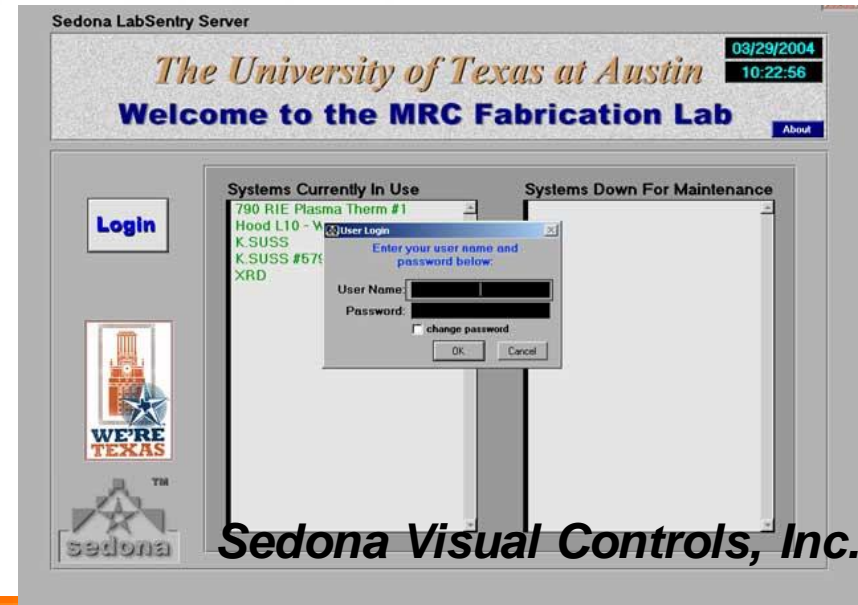 Sedona LabSentry Server
The University of Texas at Austin
03/29/2004
10:22:56
Welcome to the MRC Fabrication Lab
About
Login
Systems Currently In Use
790 RIE Plasma Therm #1
Hood L10 - W
K.SUSS
K.SUSS #579
XRD
Systems Down For Maintenance
User Login
Enter your user name and
password below:
User Name:
Password:
change password
OK
Cancel
WE'RE
TEXAS
TM
sedona
Sedona Visual Controls, Inc.